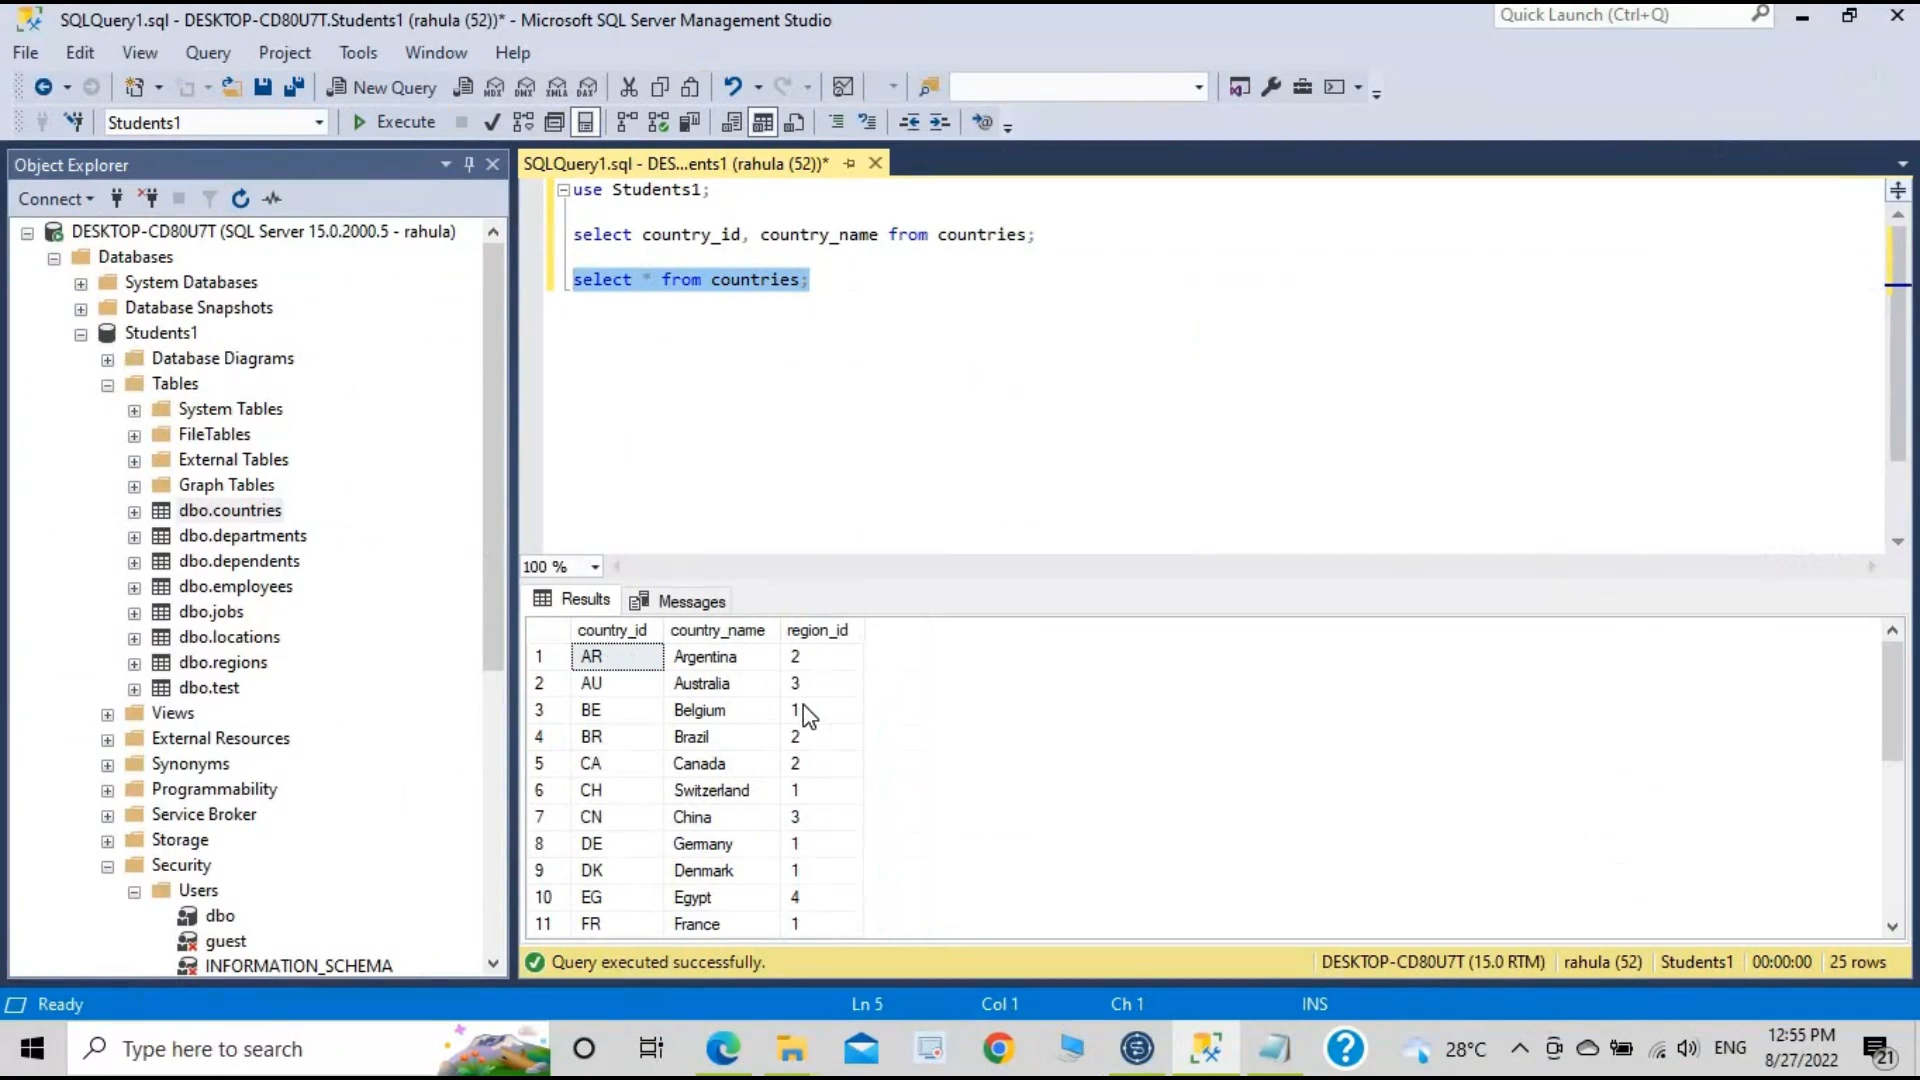 SQLQuery1.sql - DESKTOP-CD80U7T.Students1 (rahula (52))* - Microsoft SQL Server Management Studio
Quick Launch (Ctrl+Q)
File Edit View Query Project Tools Window Help
New Query
MDX DMX XMLA DAX
Students1
Execute
Object Explorer
SQLQuery1.sql - DES...ents1 (rahula (52))*
Connect
DESKTOP-CD80U7T (SQL Server 15.0.2000.5 - rahula)
Databases
System Databases
Database Snapshots
Students1
Database Diagrams
Tables
System Tables
FileTables
External Tables
Graph Tables
dbo.countries
dbo.departments
dbo.dependents
dbo.employees
dbo.jobs
dbo.locations
dbo.regions
dbo.test
Views
External Resources
Synonyms
Programmability
Service Broker
Storage
Security
Users
dbo
guest
INFORMATION_SCHEMA
use Students1;
select country_id, country_name from countries;
select * from countries;
100 %
Results Messages
country_id country_name region_id
1 AR Argentina 2
2 AU Australia 3
3 BE Belgium 1
4 BR Brazil 2
5 CA Canada 2
6 CH Switzerland 1
7 CN China 3
8 DE Germany 1
9 DK Denmark 1
10 EG Egypt 4
11 FR France 1
Query executed successfully. DESKTOP-CD80U7T (15.0 RTM) rahula (52) Students1 00:00:00 25 rows
Ready Ln 5 Col 1 Ch 1 INS
Type here to search
28°C ENG
12:55 PM
8/27/2022
21